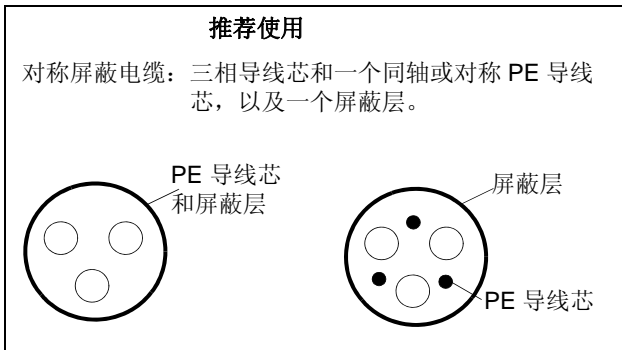 推荐使用
对称屏蔽电缆：三相导线芯和一个同轴或对称 PE 导线
芯，以及一个屏蔽层。
PE 导线芯
和屏蔽层
屏蔽层
PE 导线芯